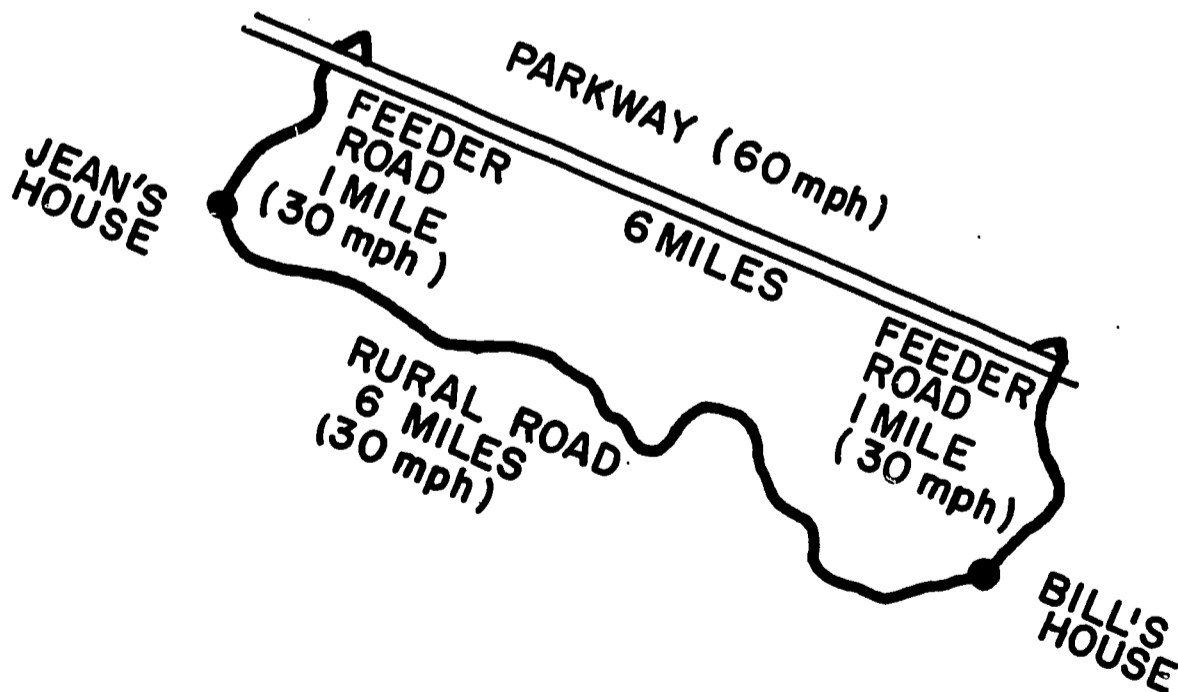 PARKWAY (60 mph)
6 MILES
FEEDER
ROAD
1 MILE
(30 mph)
JEAN'S
HOUSE
RURAL ROAD
6 MILES
(30 mph)
FEEDER
ROAD
1 MILE
(30 mph)
BILL'S
HOUSE